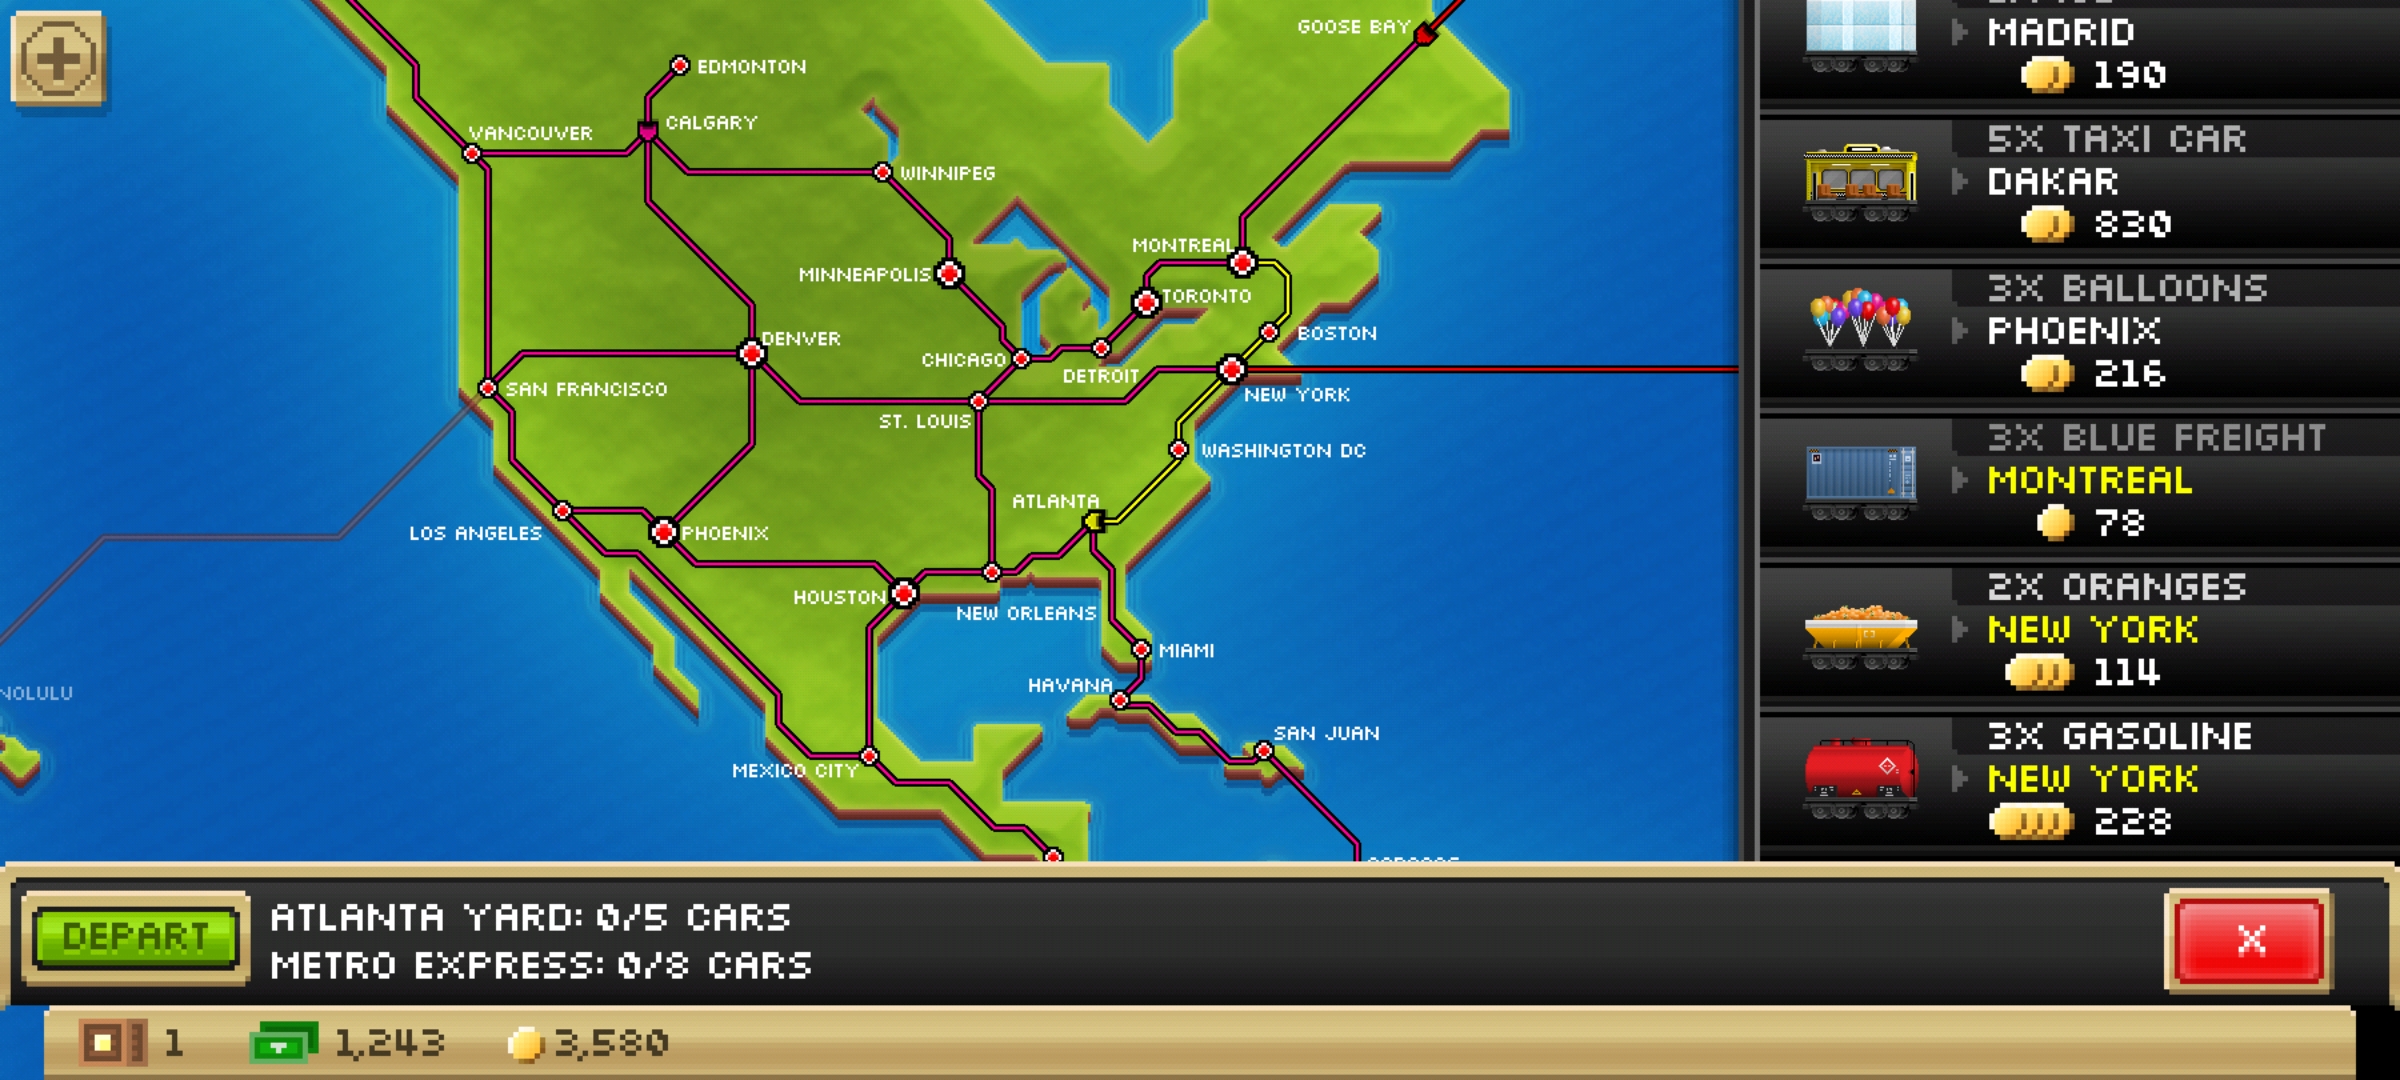 GOOSE BAY
EDMONTON
CALGARY
VANCOUVER
WINNIPEG
MONTREAL
MINNEAPOLIS
TORONTO
BOSTON
DENVER
CHICAGO
DETROIT
SAN FRANCISCO
NEW YORK
ST. LOUIS
WASHINGTON DC
ATLANTA
LOS ANGELES
PHOENIX
HOUSTON
NEW ORLEANS
MIAMI
HAVANA
NOLULU
SAN JUAN
MEXICO CITY
MADRID
190
5X TAXI CAR
DAKAR
830
3X BALLOONS
PHOENIX
216
3X BLUE FREIGHT
MONTREAL
78
2X ORANGES
NEW YORK
114
3X GASOLINE
NEW YORK
228
DEPART
ATLANTA YARD: 0/5 CARS
METRO EXPRESS: 0/8 CARS
X
1 1,243 3,580